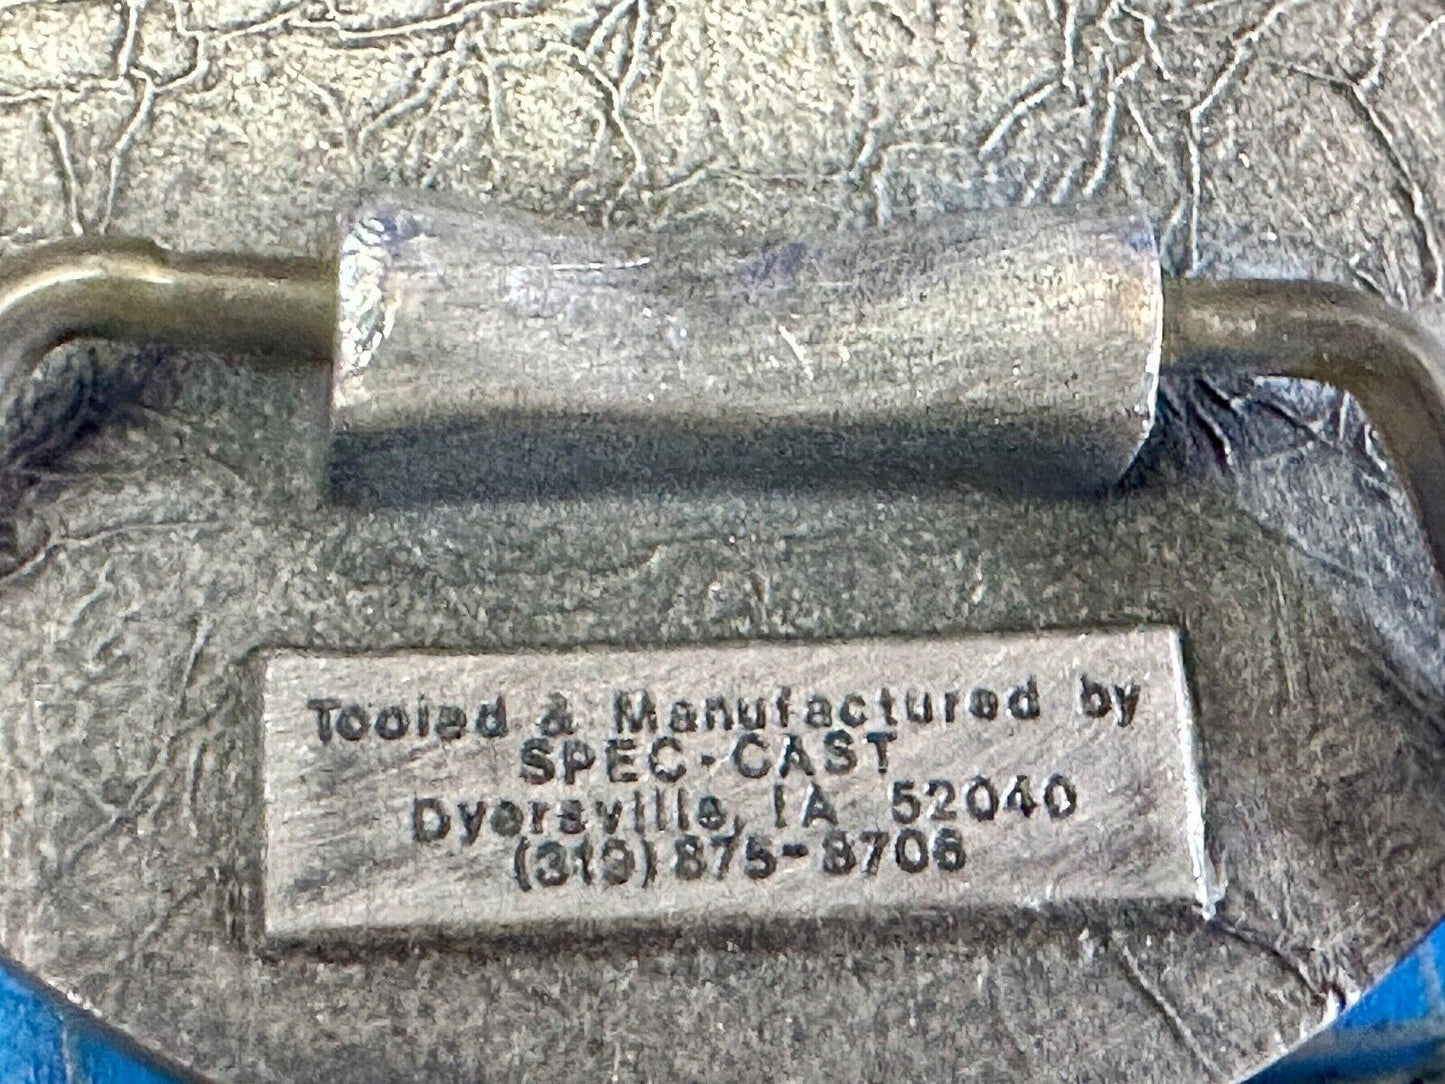 Tooled & Manufactured by
SPEC-CAST
Dyersville, IA 52040
(319) 875-8706